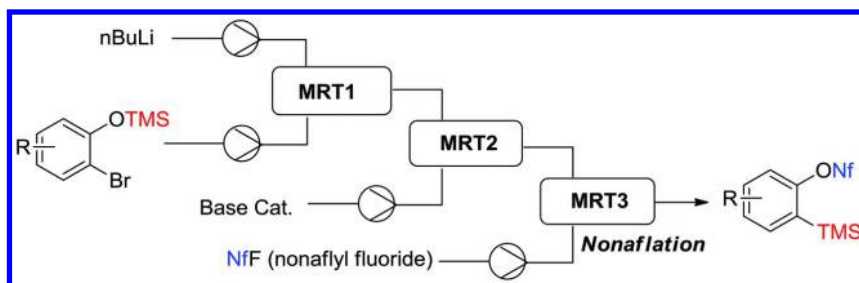 nBuLi
MRT1
OTMS
R
Br
MRT2
Base Cat.
MRT3
NfF (nonaflyl fluoride)
Nonaflation
ONf
R
TMS